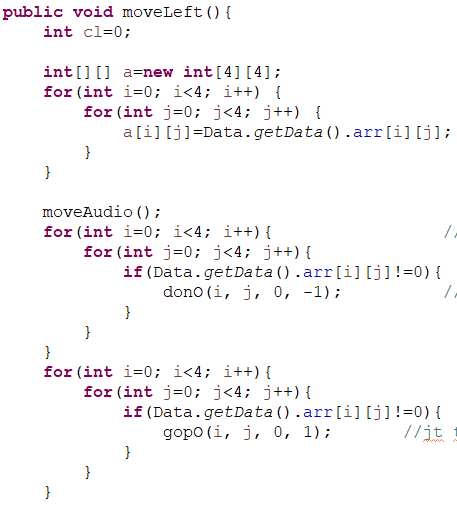 public void moveLeft(){
    int cl=0;

    int[][] a=new int[4][4];
    for(int i=0; i<4; i++) {
        for(int j=0; j<4; j++) {
            a[i][j]=Data.getData().arr[i][j];
        }
    }

    moveAudio();
    for(int i=0; i<4; i++){                 //
        for(int j=0; j<4; j++){
            if(Data.getData().arr[i][j]!=0){
                donO(i, j, 0, -1);          //
            }
        }
    }
    for(int i=0; i<4; i++){
        for(int j=0; j<4; j++){
            if(Data.getData().arr[i][j]!=0){
                gopO(i, j, 0, 1);       //jt
            }
        }
    }